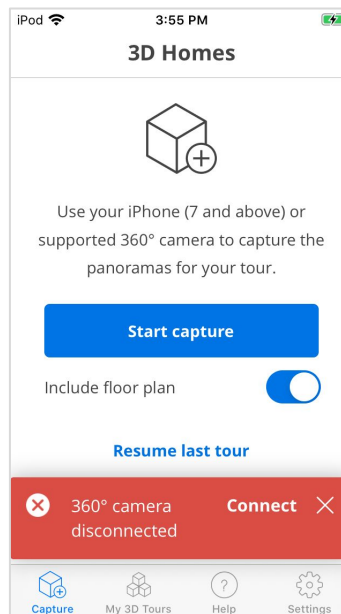 iPod 3:55 PM
3D Homes
Use your iPhone (7 and above) or
supported 360° camera to capture the
panoramas for your tour.
Start capture
Include floor plan
Resume last tour
360° camera Connect
disconnected
Capture My 3D Tours Help Settings